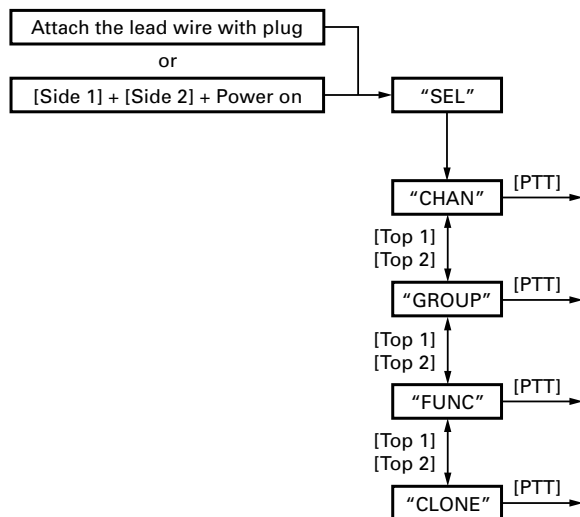 Attach the lead wire with plug
or
[Side 1] + [Side 2] + Power on
“SEL”
“CHAN”
[PTT]
[Top 1]
[Top 2]
“GROUP”
[PTT]
[Top 1]
[Top 2]
“FUNC”
[PTT]
[Top 1]
[Top 2]
“CLONE”
[PTT]